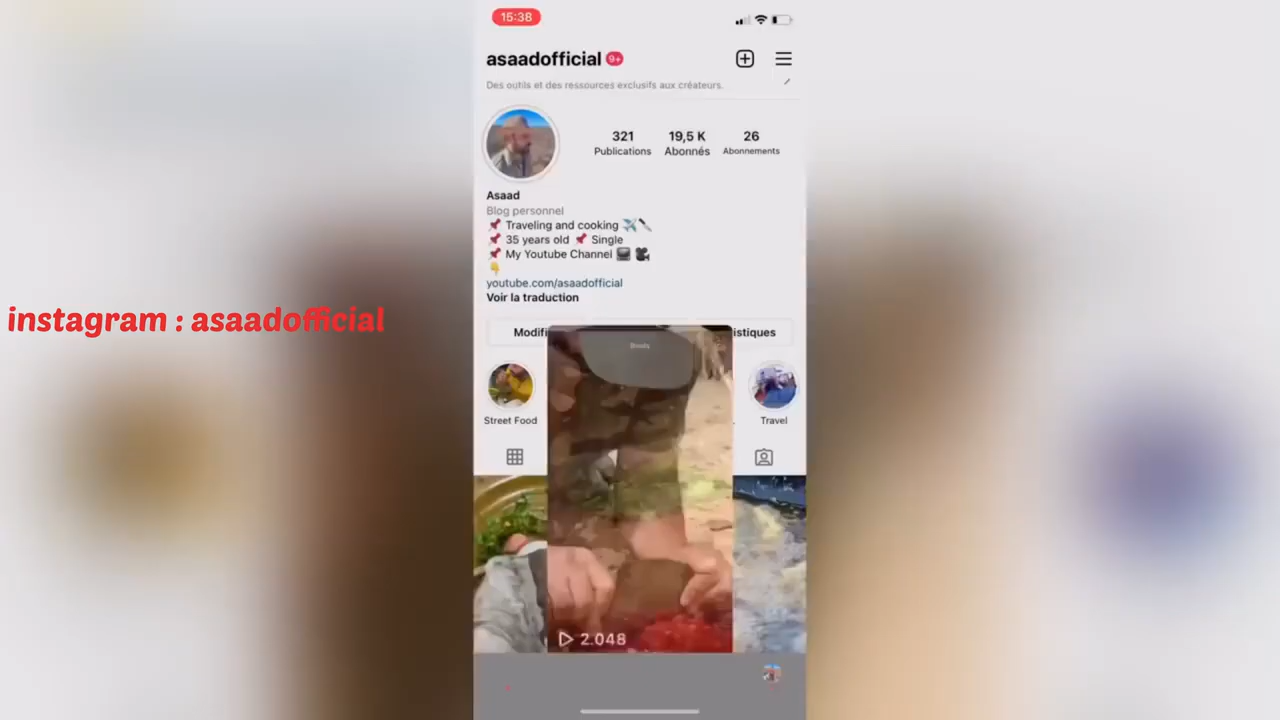 15:38
asaadofficial 9+
Des outils et des ressources exclusifs aux créateurs.
321 19,5 K 26
Publications Abonnés Abonnements
Asaad
Blog personnel
Traveling and cooking
35 years old Single
My Youtube Channel
youtube.com/asaadofficial
Voir la traduction
instagram : asaadofficial
Modifi istiques
Reels
Street Food Travel
2.048